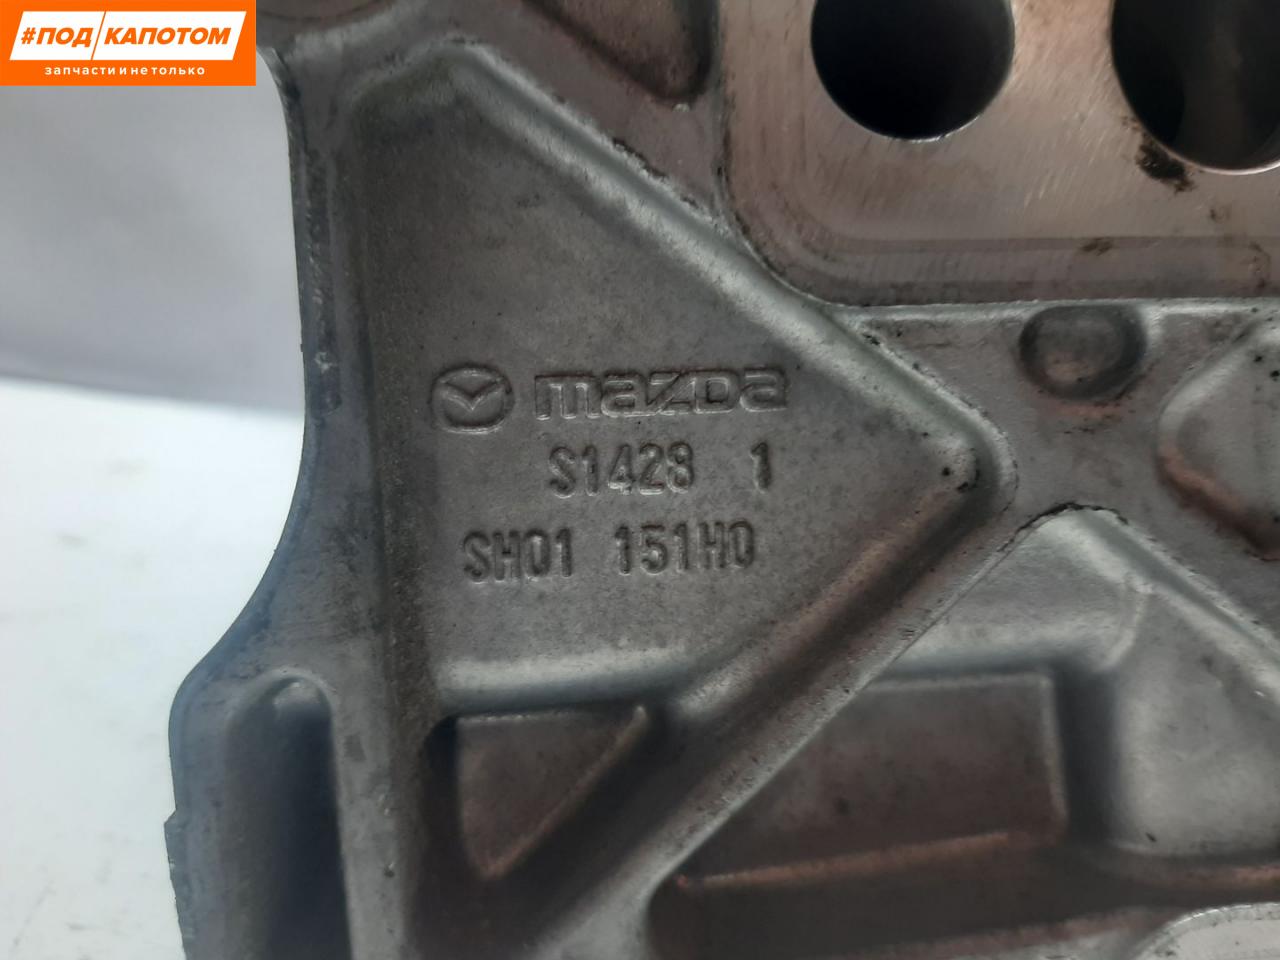 #ПОД КАПОТОМ
запчасти и не только
mazda
S1428 1
SH01 151H0